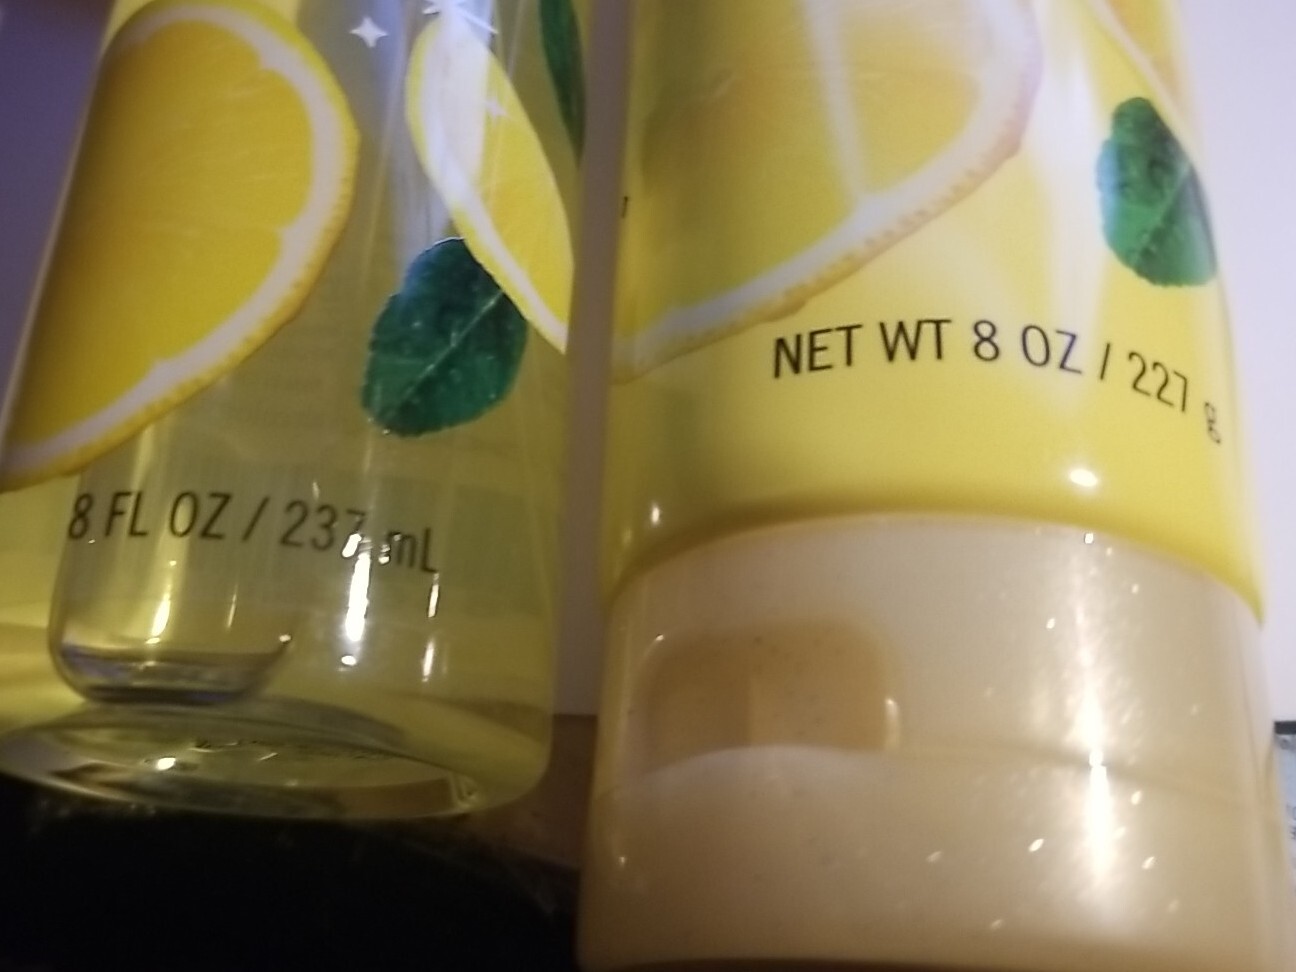 8 FL OZ / 237 mL
NET WT 8 OZ / 227 g